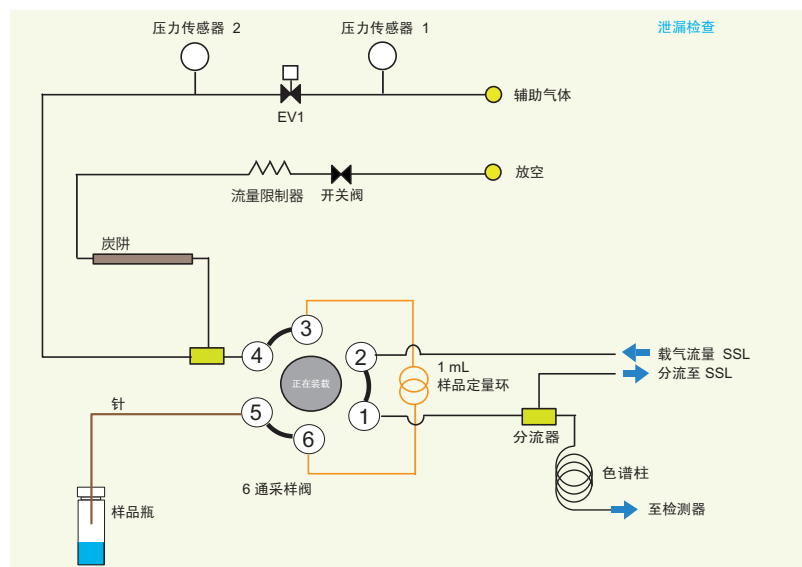 压力传感器 2
压力传感器 1
泄漏检查
辅助气体
EV1
放空
流量限制器
开关阀
炭阱
3
4
2
载气流量 SSL
1 mL
样品定量环
分流至 SSL
正在装载
针
5
1
6
分流器
色谱柱
6 通采样阀
样品瓶
至检测器